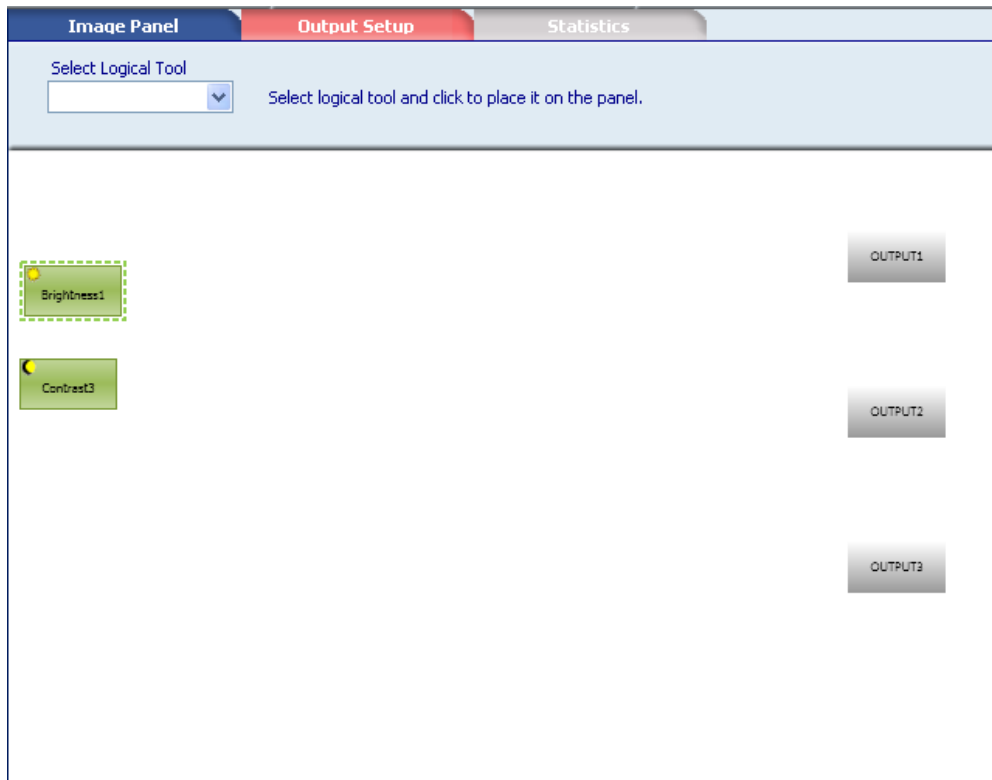 Image Panel Output Setup Statistics
Select Logical Tool
Select logical tool and click to place it on the panel.
OUTPUT1
Brightness1
Contrast3
OUTPUT2
OUTPUT3